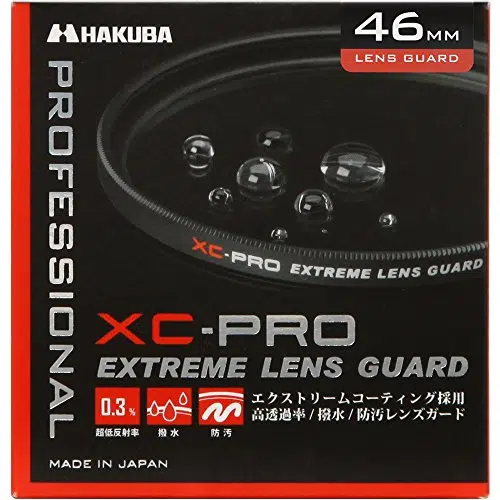 HAKUBA
46MM
LENS GUARD
PROFESSIONAL
XC-PRO EXTREME LENS GUARD
XC-PRO
EXTREME LENS GUARD
0.3%
超低反射率
撥水
防汚
エクストリームコーティング採用
高透過率/撥水/防汚レンズガード
MADE IN JAPAN